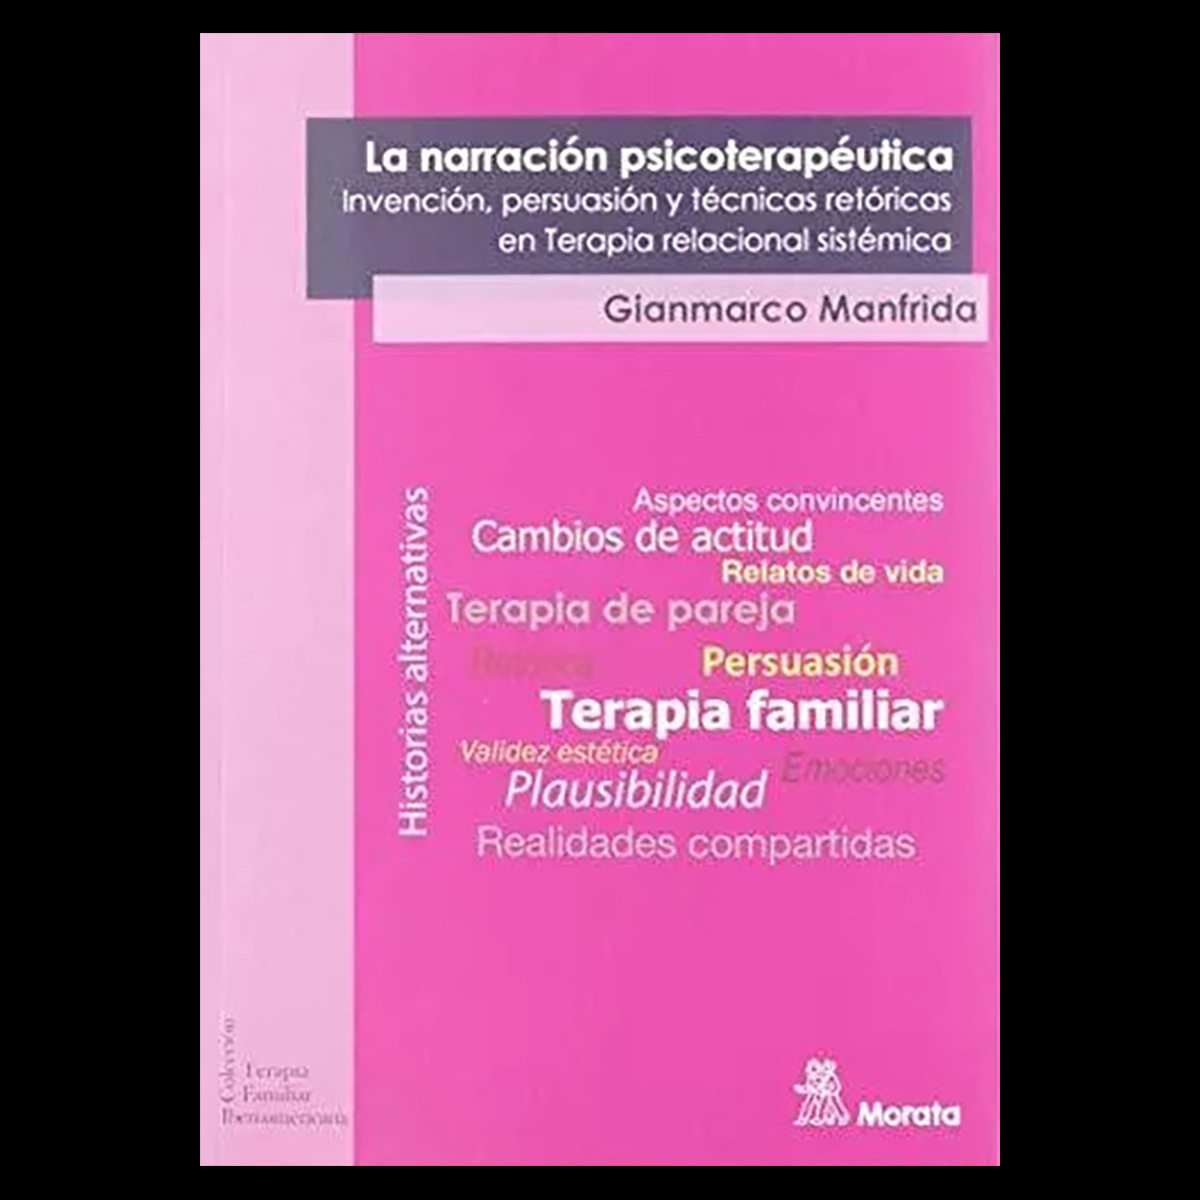 La narración psicoterapéutica
Invención, persuasión y técnicas retóricas
en Terapia relacional sistémica
Gianmarco Manfrida
Historias alternativas
Aspectos convincentes
Cambios de actitud
Relatos de vida
Terapia de pareja
Persuasión
Terapia familiar
Validez estética
Emociones
Plausibilidad
Realidades compartidas
Colección
Terapia
Familiar
Iberoamericana
Morata